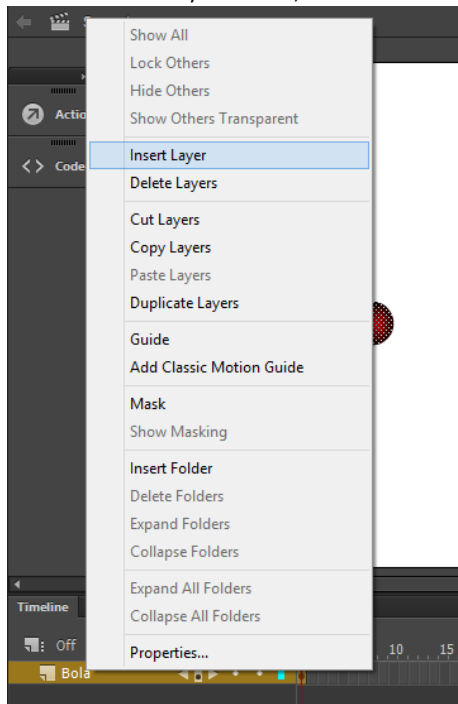 Show All
Lock Others
Hide Others
Actio
Show Others Transparent
Insert Layer
<> Code
Delete Layers
Cut Layers
Copy Layers
Paste Layers
Duplicate Layers
Guide
Add Classic Motion Guide
Mask
Show Masking
Insert Folder
Delete Folders
Expand Folders
Collapse Folders
Expand All Folders
Timeline
Collapse All Folders
Off
Properties...
10 15
Bola